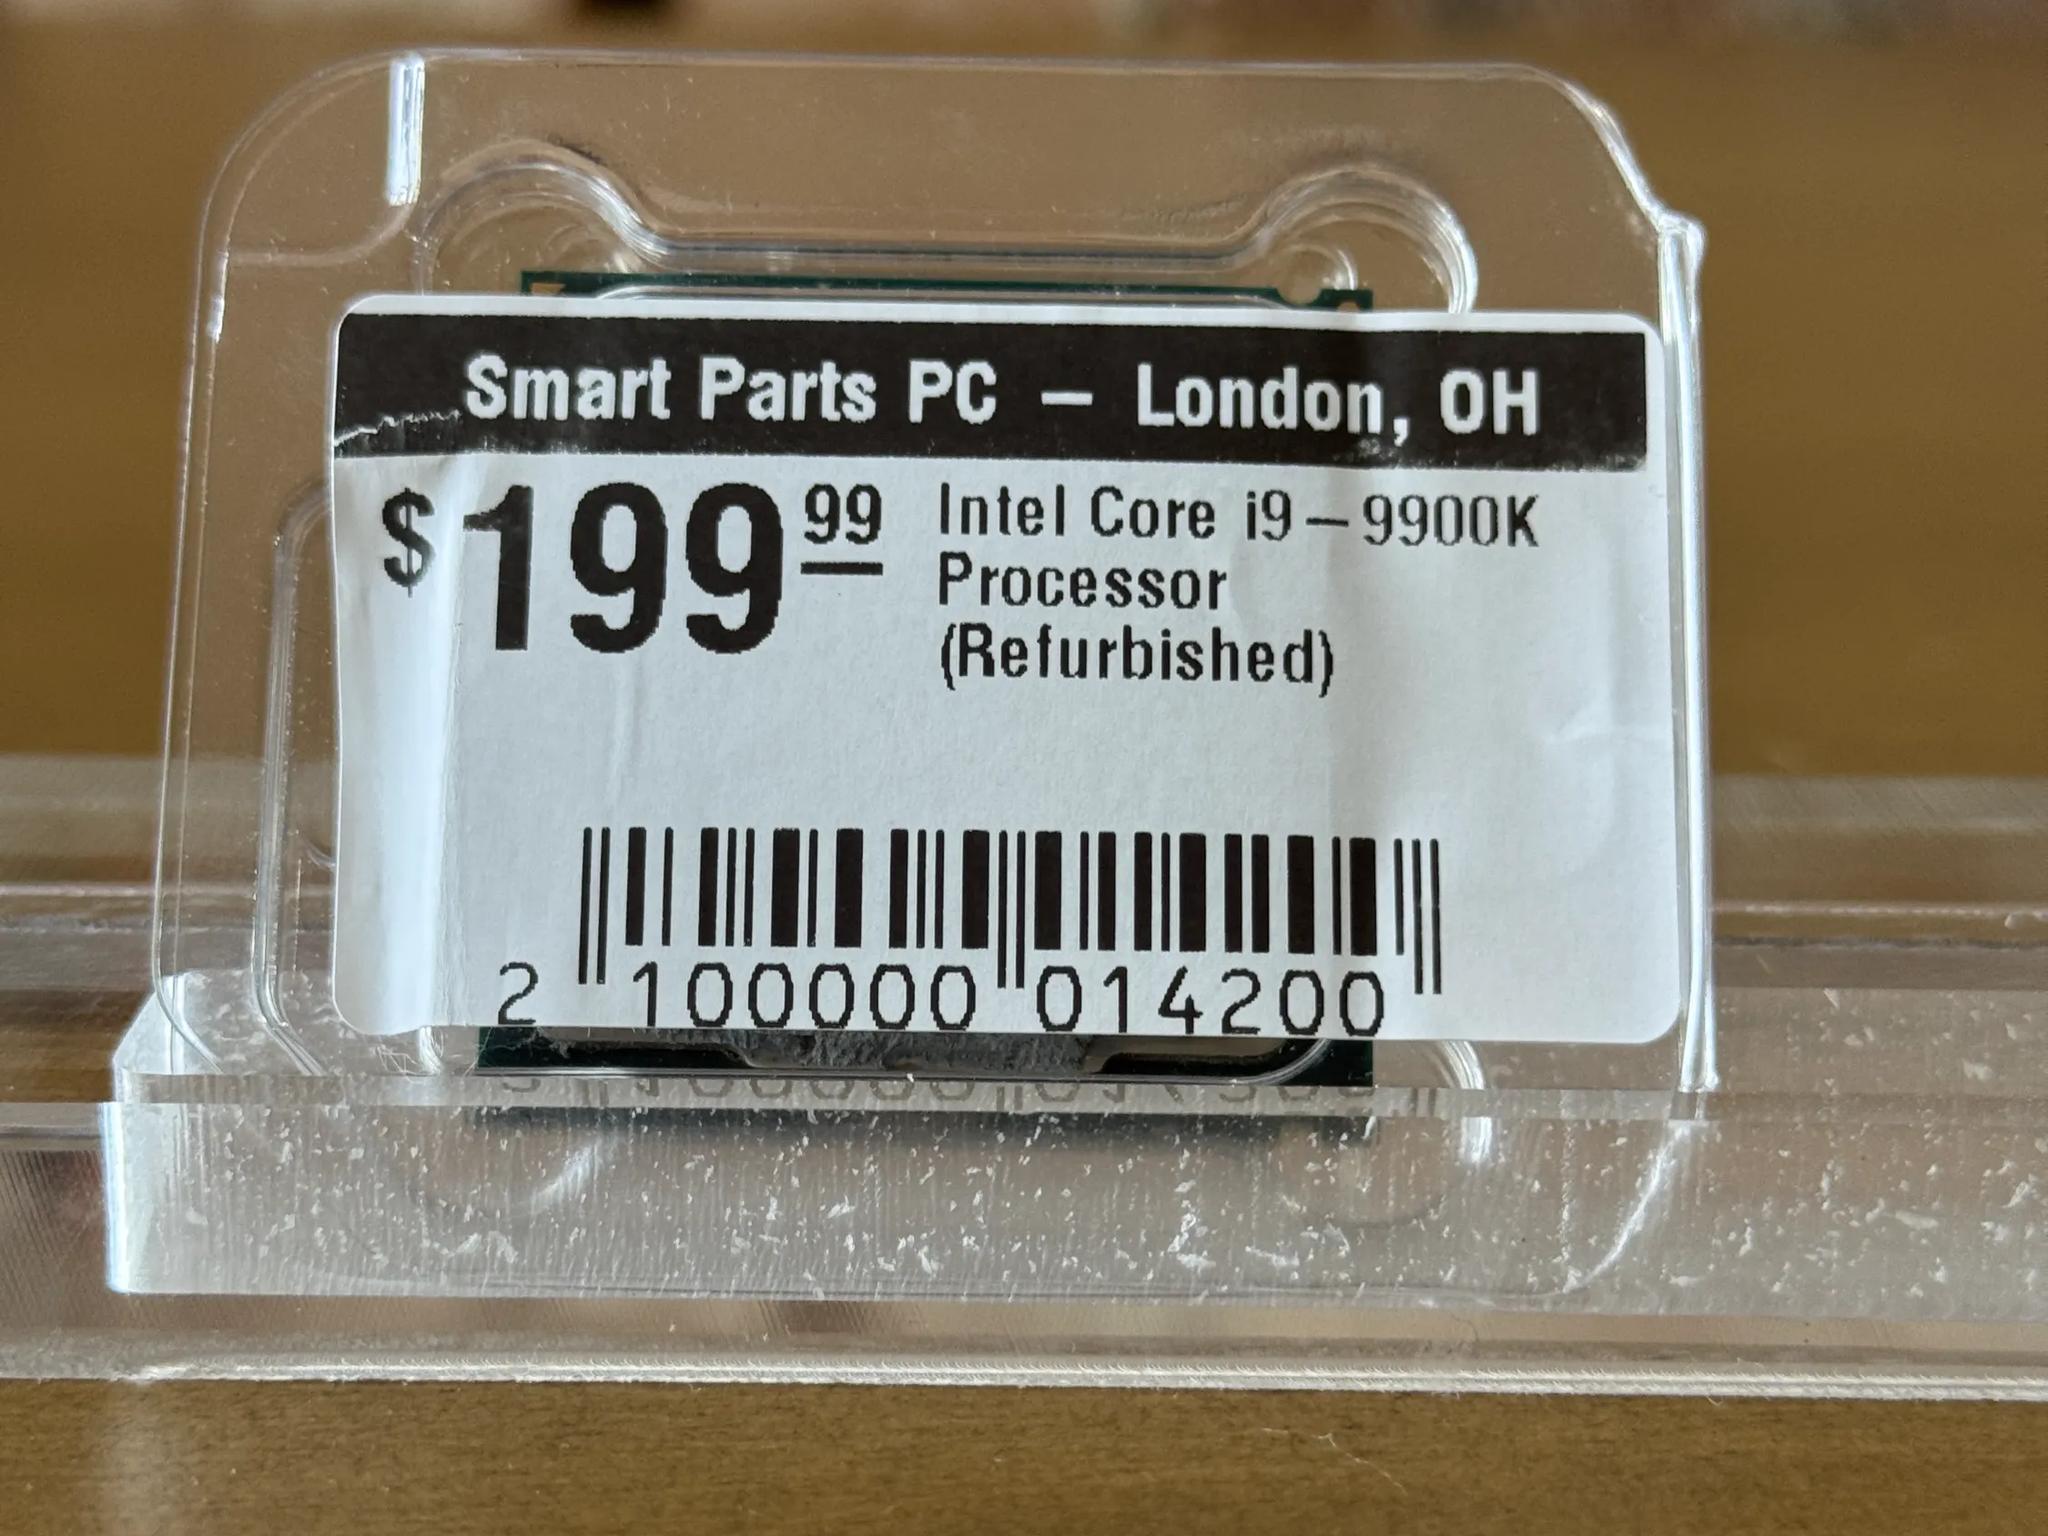 Smart Parts PC – London, OH
$199.99 Intel Core i9-9900K
Processor
(Refurbished)
2 100000 014200